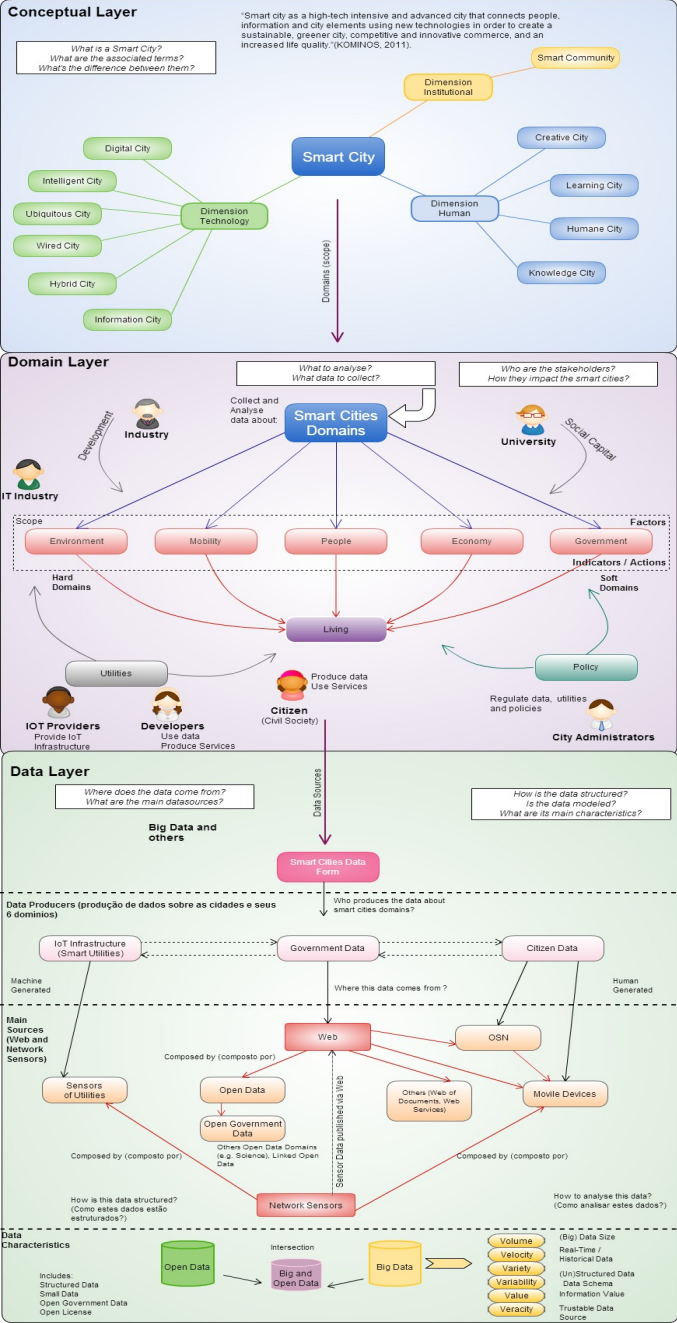 Conceptual Layer
"Smart city as a high-tech intensive and advanced city that connects people,
information and city elements using new technologies in order to create a
sustainable, greener city, competitive and innovative commerce, and an
increased life quality."(KOMINOS, 2011).
What is a Smart City?
What are the associated terms?
What's the difference between them?
Smart Community
Dimension
Institutional
Smart City
Digital City
Intelligent City
Ubiquitous City
Wired City
Hybrid City
Information City
Dimension
Technology
Dimension
Human
Creative City
Learning City
Humane City
Knowledge City
Domains (scope)
Domain Layer
What to analyse?
What data to collect?
Who are the stakeholders?
How they impact the smart cities?
Collect and
Analyse
data about:
Smart Cities
Domains
Development
Industry
IT Industry
University
Social Capital
Scope
Factors
Environment
Mobility
People
Economy
Government
Indicators / Actions
Hard
Domains
Soft
Domains
Living
Utilities
Policy
IOT Providers
Provide IoT
Infrastructure
Developers
Use data
Produce Services
Produce data
Use Services
Citizen
(Civil Society)
Regulate data, utilities
and policies
City Administrators
Data Sources
Data Layer
Where does the data come from?
What are the main datasources?
How is the data structured?
Is the data modeled?
What are its main characteristics?
Big Data and
others
Smart Cities Data
Form
Data Producers (produção de dados sobre as cidades e seus
6 dominios)
Who produces the data about
smart cities domains?
IoT Infrastructure
(Smart Utilities)
Government Data
Citizen Data
Machine
Generated
Where this data comes from ?
Human
Generated
Main
Sources
(Web and
Network
Sensors)
Web
OSN
Composed by (composto por)
Sensors
of Utilities
Open Data
Others (Web of
Documents, Web
Services)
Movile Devices
Open Government
Data
Others Open Data Domains
(e.g. Science), Linked Open
Data
Sensor Data published via Web
Composed by (composto por)
Composed by (composto por)
How is this data structured?
(Como estes dados estão
estruturados?)
Network Sensors
How to analyse this data?
(Como analisar estes dados?)
Data
Characteristics
Open Data
Intersection
Big and
Open Data
Big Data
Includes:
Structured Data
Small Data
Open Government Data
Open License
Volume
(Big) Data Size
Velocity
Real-Time /
Historical Data
Variety
(Un)Structured Data
Variability
Data Schema
Value
Information Value
Veracity
Trustable Data
Source